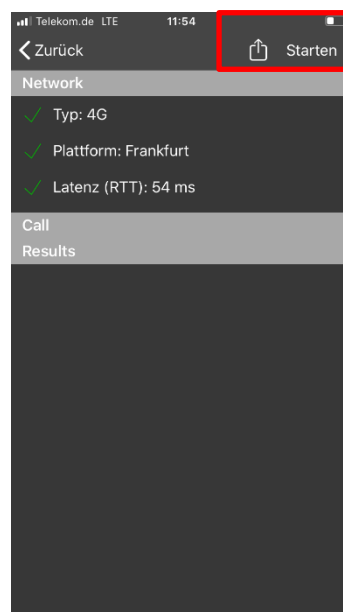 Telekom.de LTE 11:54
Zurück Starten
Network
Typ: 4G
Plattform: Frankfurt
Latenz (RTT): 54 ms
Call
Results